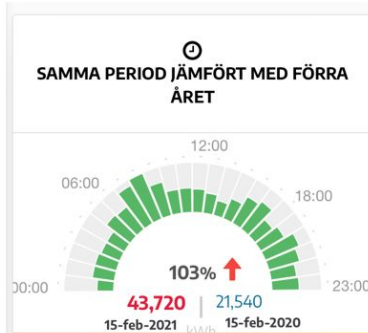 SAMMA PERIOD JÄMFÖRT MED FÖRRA
ÅRET
12:00
06:00
18:00
00:00
23:00
103%
43,720 | 21,540
15-feb-2021 kWh 15-feb-2020